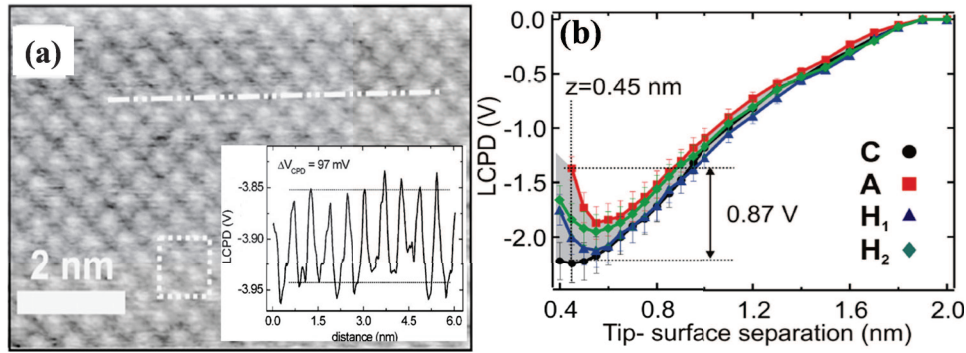 (a)
2 nm
ΔV_CPD = 97 mV
LCPD (V)
-3.85
-3.90
-3.95
0.0 1.5 3.0 4.5 6.0
distance (nm)
(b)
LCPD (V)
0.0
-0.5
-1.0
-1.5
-2.0
z=0.45 nm
0.87 V
C
A
H₁
H₂
0.4 0.8 1.2 1.6 2.0
Tip- surface separation (nm)